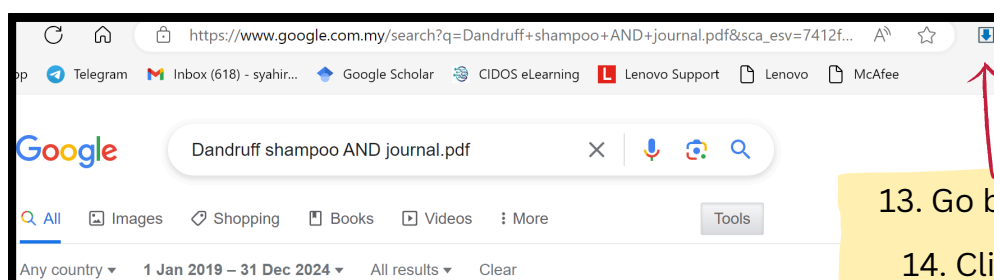 https://www.google.com.my/search?q=Dandruff+shampoo+AND+journal.pdf&sca_esv=7412f...
Telegram Inbox (618) - syahir... Google Scholar CIDOS eLearning Lenovo Support Lenovo McAfee
Google Dandruff shampoo AND journal.pdf
All Images Shopping Books Videos More Tools
13. Go
Any country 1 Jan 2019 – 31 Dec 2024 All results Clear
14.